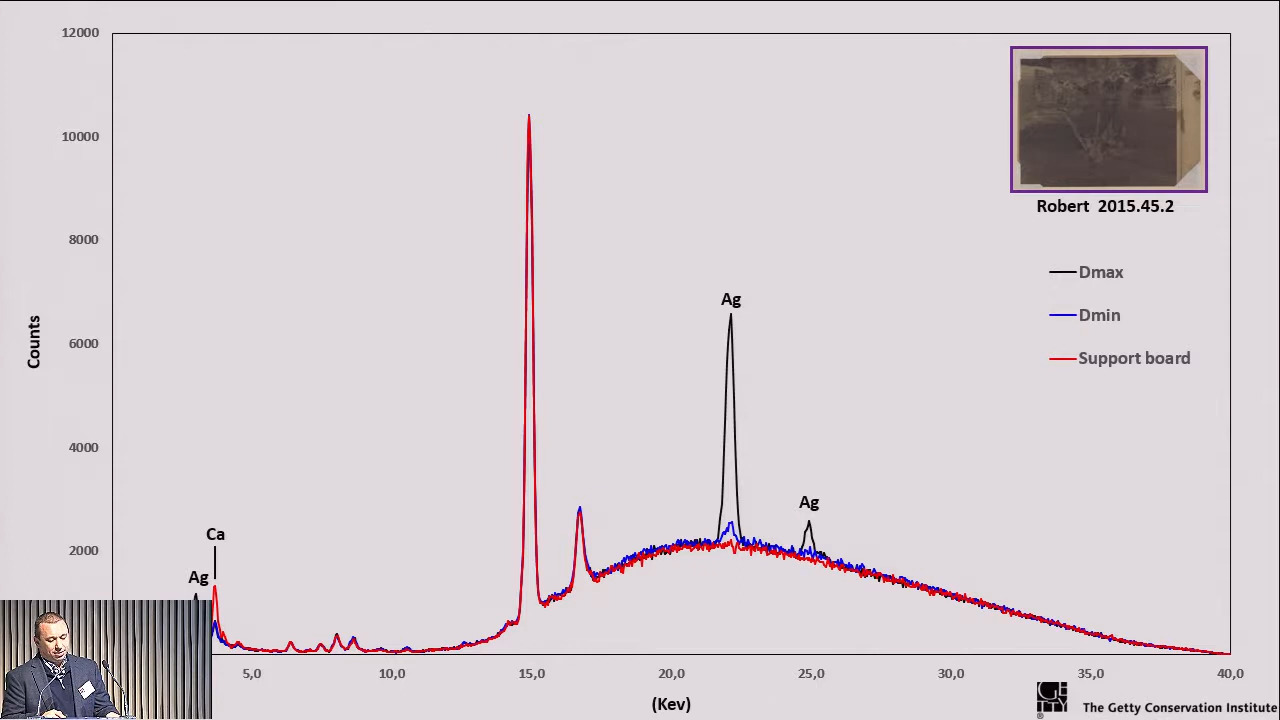 12000
10000
8000
6000
4000
2000
Counts
Ag
Ca
Ag
Ag
Robert 2015.45.2
Dmax
Dmin
Support board
5,0
10,0
15,0
20,0
25,0
30,0
35,0
40,0
(Kev)
The Getty Conservation Institute